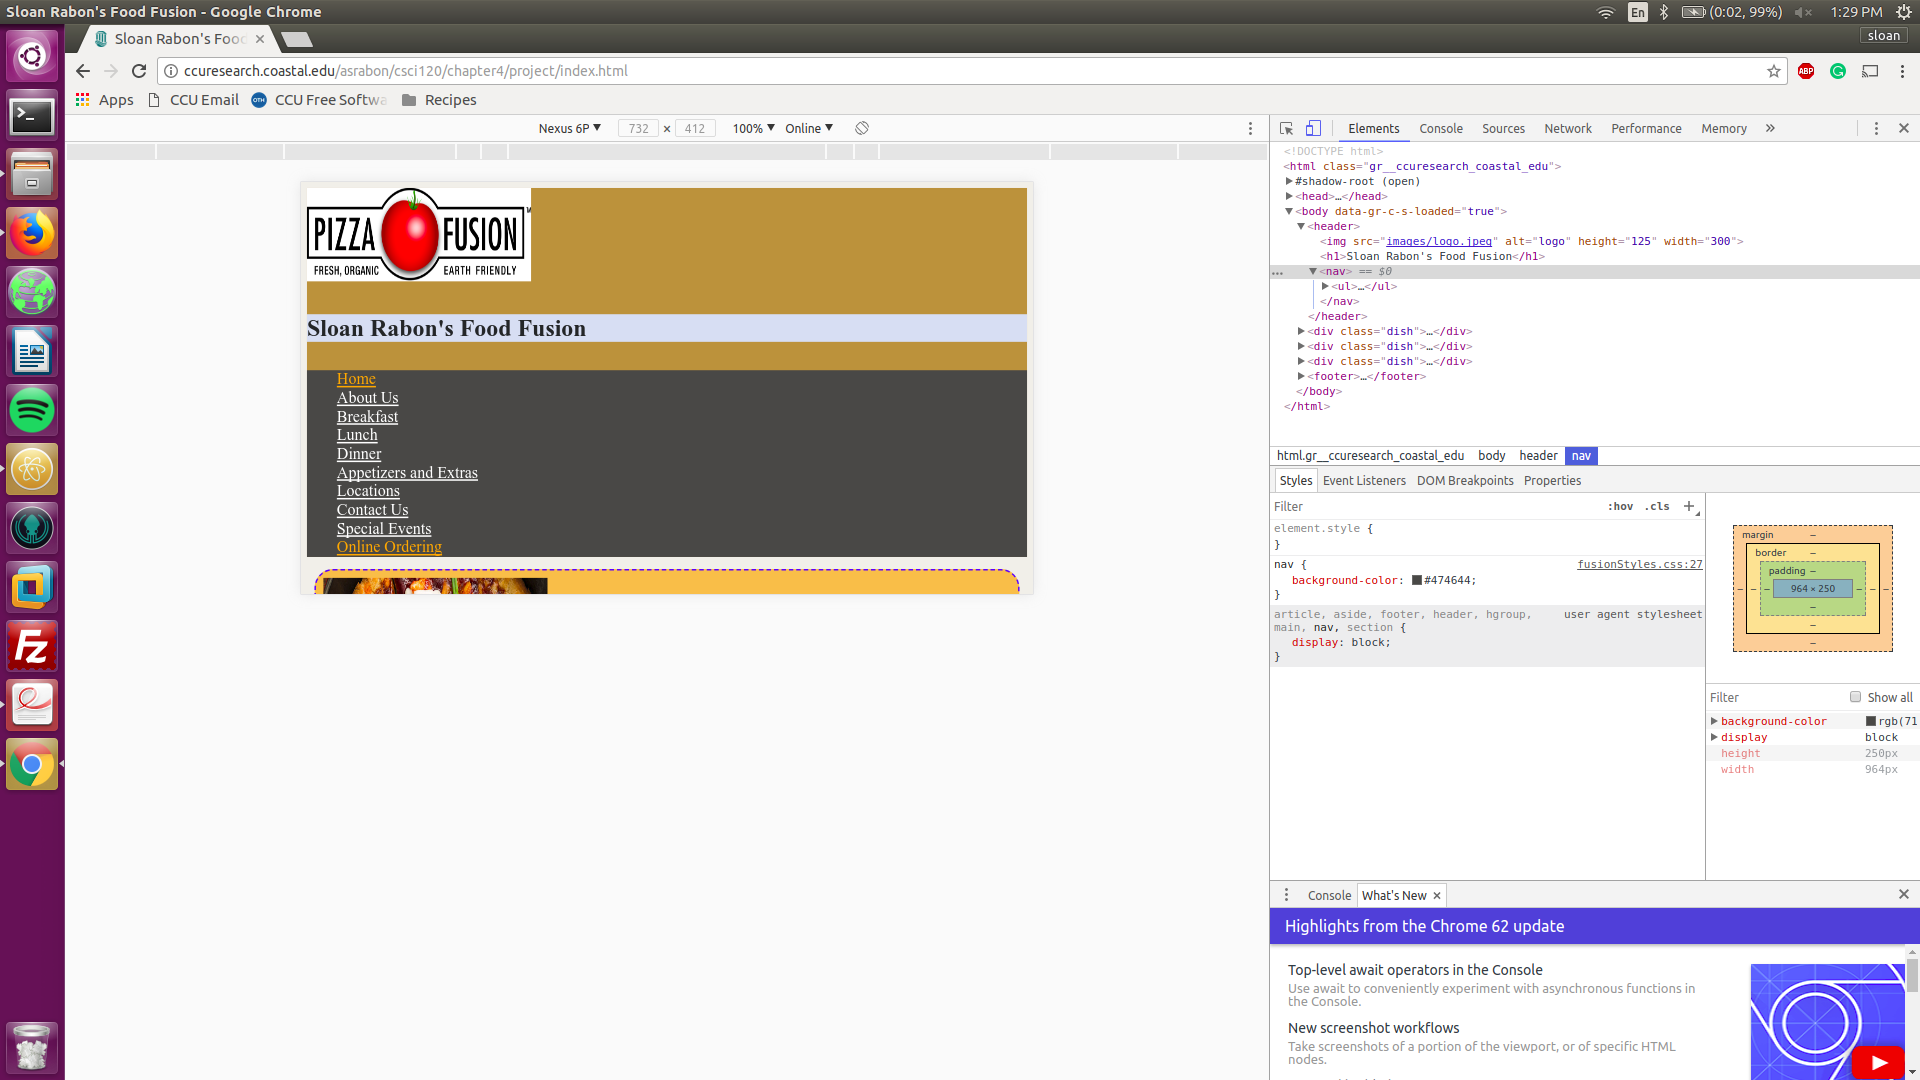 Sloan Rabon's Food Fusion - Google Chrome
En (0:02, 99%) 1:29 PM
Sloan Rabon's Food
sloan
ccuresearch.coastal.edu/asrabon/csci120/chapter4/project/index.html
ABP
Apps CCU Email OTH CCU Free Softwa Recipes
Nexus 6P ▼ 732 × 412 100% ▼ Online ▼
PIZZA FUSION
FRESH, ORGANIC EARTH FRIENDLY
Sloan Rabon's Food Fusion
Home
About Us
Breakfast
Lunch
Dinner
Appetizers and Extras
Locations
Contact Us
Special Events
Online Ordering
Elements Console Sources Network Performance Memory »
<!DOCTYPE html>
<html class="gr__ccuresearch_coastal_edu">
▶#shadow-root (open)
▶<head>…</head>
▼<body data-gr-c-s-loaded="true">
▼<header>
<img src="images/logo.jpeg" alt="logo" height="125" width="300">
<h1>Sloan Rabon's Food Fusion</h1>
… ▼<nav> == $0
▶<ul>…</ul>
</nav>
</header>
▶<div class="dish">…</div>
▶<div class="dish">…</div>
▶<div class="dish">…</div>
▶<footer>…</footer>
</body>
</html>
html.gr__ccuresearch_coastal_edu body header nav
Styles Event Listeners DOM Breakpoints Properties
Filter :hov .cls +
element.style {
}
nav { fusionStyles.css:27
background-color: #474644;
}
article, aside, footer, header, hgroup, user agent stylesheet
main, nav, section {
display: block;
}
margin –
border –
padding –
– – – 964 × 250 – – –
–
–
–
Filter Show all
▶background-color rgb(71
▶display block
height 250px
width 964px
Console What's New ×
Highlights from the Chrome 62 update
Top-level await operators in the Console
Use await to conveniently experiment with asynchronous functions in
the Console.
New screenshot workflows
Take screenshots of a portion of the viewport, or of specific HTML
nodes.